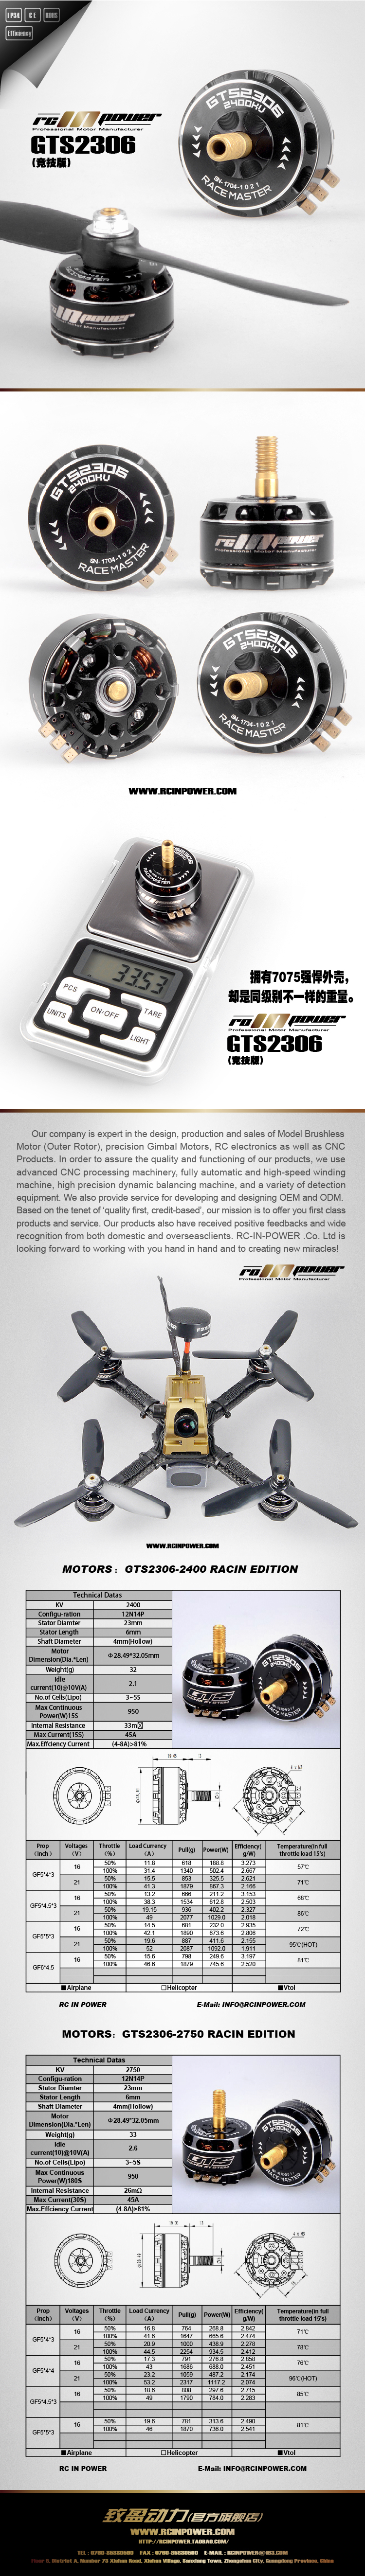 IP54 CE ROHS
Efficiency
rcINpower
Professional Motor Manufacturer
GTS2306
(竞技版)
GTS2306
2400KV
SN-1704-1021
RACE MASTER
rcINpower
GTS2306
2400KV
SN-1704-1021
RACE MASTER
rcINpower
Professional Motor Manufacturer
GTS2306
2400KV
SN-1704-1021
RACE MASTER
WWW.RCINPOWER.COM
33.53
PCS
UNITS
ON-OFF
TARE
LIGHT
拥有7075强悍外壳,
却是同级别不一样的重量。
rcINpower
Professional Motor Manufacturer
GTS2306
(竞技版)
Our company is expert in the design, production and sales of Model Brushless
Motor (Outer Rotor), precision Gimbal Motors, RC electronics as well as CNC
Products. In order to assure the quality and functioning of our products, we use
advanced CNC processing machinery, fully automatic and high-speed winding
machine, high precision dynamic balancing machine, and a variety of detection
equipment. We also provide service for developing and designing OEM and ODM.
Based on the tenet of 'quality first, credit-based', our mission is to offer you first class
products and service. Our products also have received positive feedbacks and wide
recognition from both domestic and overseasclients. RC-IN-POWER .Co. Ltd is
looking forward to working with you hand in hand and to creating new miracles!
rcINpower
Professional Motor Manufacturer
WWW.RCINPOWER.COM
MOTORS：GTS2306-2400 RACIN EDITION
Technical Datas
KV 2400
Configu-ration 12N14P
Stator Diamter 23mm
Stator Length 6mm
Shaft Diameter 4mm(Hollow)
Motor
Dimension(Dia.*Len) Φ28.49*32.05mm
Weight(g) 32
Idle
current(10)@10V(A) 2.1
No.of Cells(Lipo) 3~5S
Max Continuous
Power(W)15S 950
Internal Resistance 33m
Max Current(15S) 45A
Max.Effciency Current (4-8A)>81%
Prop (inch) Voltages (V) Throttle (%) Load Currency (A) Pull(g) Power(W) Efficiency( g/W) Temperature(in full throttle load 15's)
GF5*4*3 16 50% 11.8 618 188.8 3.273 57℃
100% 31.4 1340 502.4 2.667
21 50% 15.5 853 325.5 2.621 71℃
100% 41.3 1879 867.3 2.166
GF5*4.5*3 16 50% 13.2 666 211.2 3.153 68℃
100% 38.3 1534 612.8 2.503
21 50% 19.15 936 402.2 2.327 86℃
100% 49 2077 1029.0 2.018
GF5*5*3 16 50% 14.5 681 232.0 2.935 72℃
100% 42.1 1890 673.6 2.806
21 50% 19.6 887 411.6 2.155 95℃(HOT)
100% 52 2087 1092.0 1.911
GF6*4.5 16 50% 15.6 798 249.6 3.197 81℃
100% 46.6 1879 745.6 2.520
■Airplane □Helicopter ■Vtol
RC IN POWER E-Mail: INFO@RCINPOWER.COM
MOTORS：GTS2306-2750 RACIN EDITION
Technical Datas
KV 2750
Configu-ration 12N14P
Stator Diamter 23mm
Stator Length 6mm
Shaft Diameter 4mm(Hollow)
Motor
Dimension(Dia.*Len) Φ28.49*32.05mm
Weight(g) 33
Idle
current(10)@10V(A) 2.6
No.of Cells(Lipo) 3~5S
Max Continuous
Power(W)180S 950
Internal Resistance 26mΩ
Max Current(30S) 45A
Max.Effciency Current (4-8A)>81%
Prop (inch) Voltages (V) Throttle (%) Load Currency (A) Pull(g) Power(W) Efficiency( g/W) Temperature(in full throttle load 15's)
GF5*4*3 16 50% 16.8 764 268.8 2.842 71℃
100% 41.6 1647 665.6 2.474
21 50% 20.9 1000 438.9 2.278 78℃
100% 44.5 2254 934.5 2.412
GF5*4*4 16 50% 17.3 791 276.8 2.858 76℃
100% 43 1686 688.0 2.451
21 50% 23.2 1059 487.2 2.174 96℃(HOT)
100% 53.2 2317 1117.2 2.074
GF5*4.5*3 16 50% 18.6 808 297.6 2.715 85℃
100% 49 1790 784.0 2.283
GF5*5*3 16 50% 19.6 781 313.6 2.490 81℃
100% 46 1870 736.0 2.541
■Airplane □Helicopter ■Vtol
RC IN POWER E-Mail: INFO@RCINPOWER.COM
致盈动力(官方旗舰店)
WWW.RCINPOWER.COM
HTTP://RCINPOWER.TAOBAO.COM/